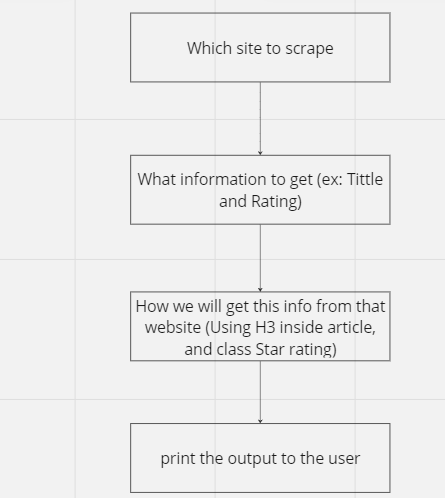 Which site to scrape
What information to get (ex: Tittle
and Rating)
How we will get this info from that
website (Using H3 inside article,
and class Star rating)
print the output to the user